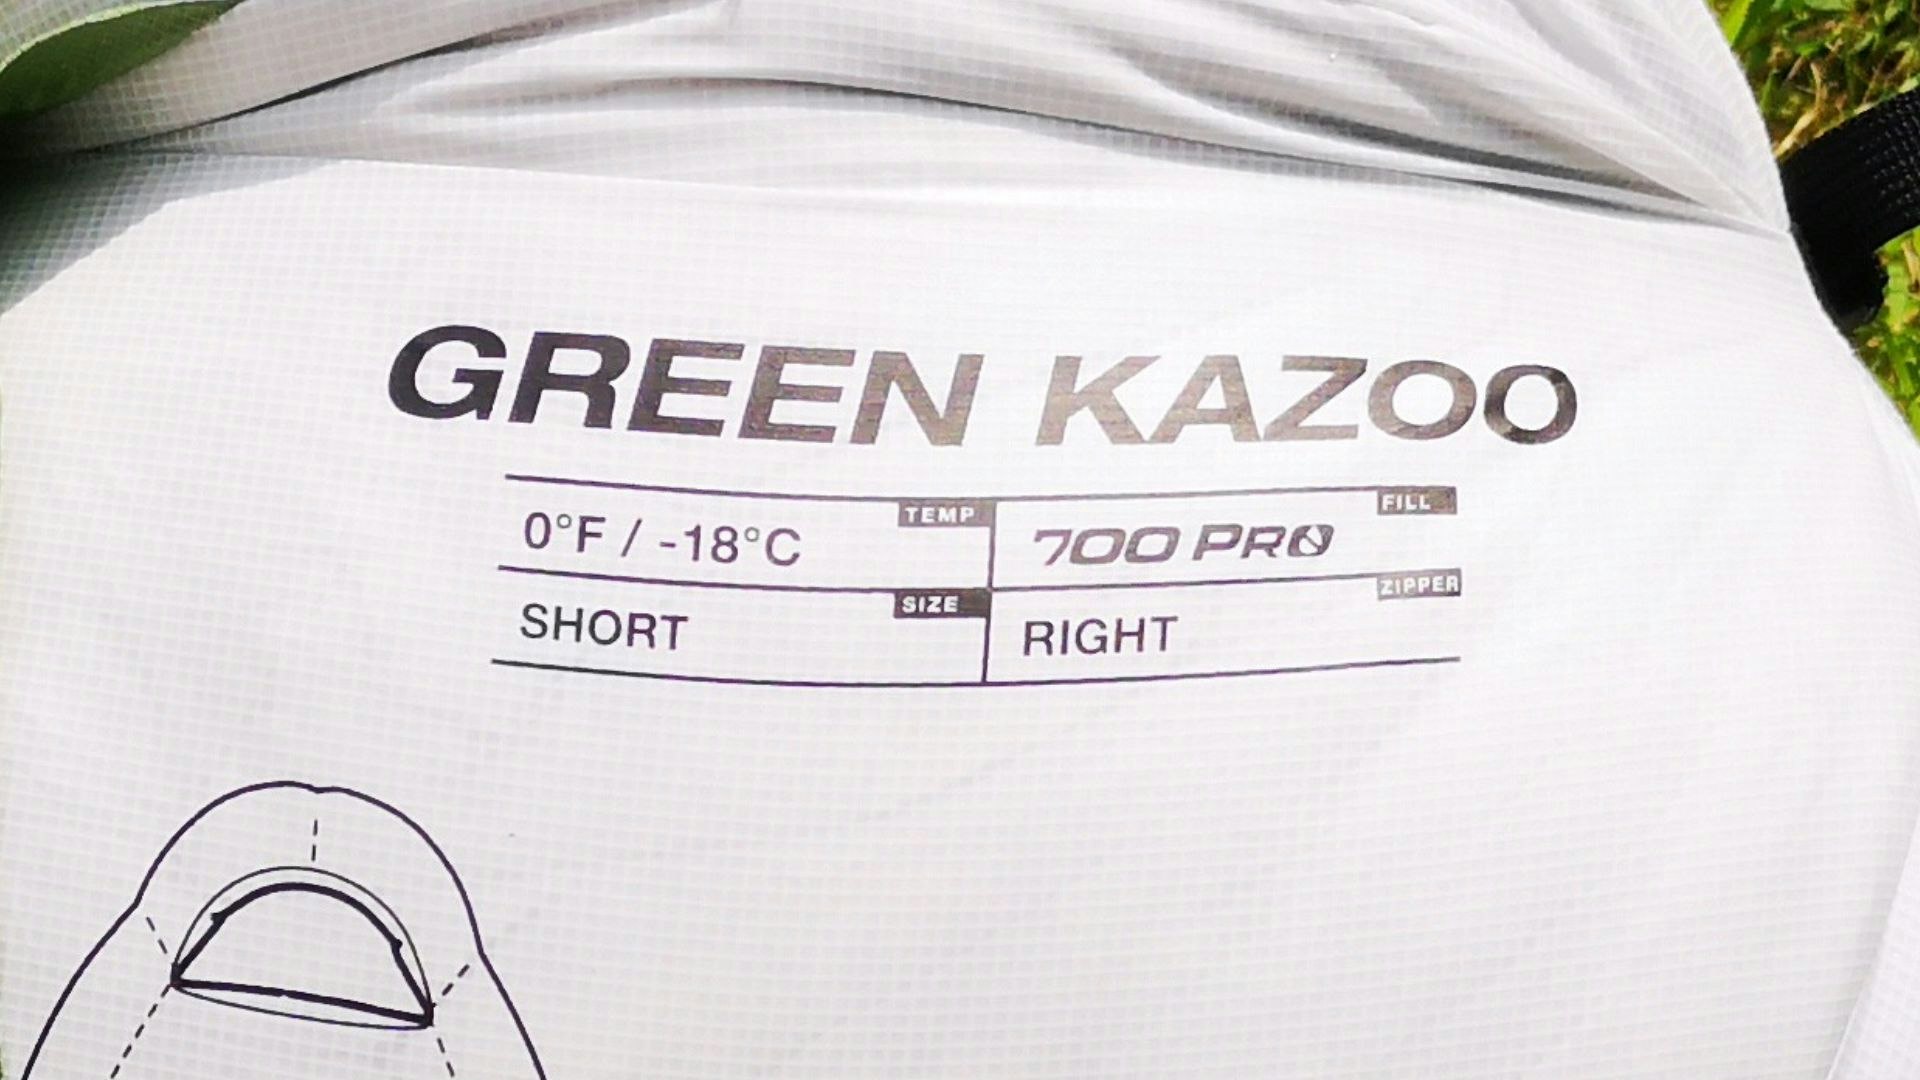 GREEN KAZOO
TEMP
0°F / -18°C
FILL
700 PRO
SIZE
SHORT
ZIPPER
RIGHT